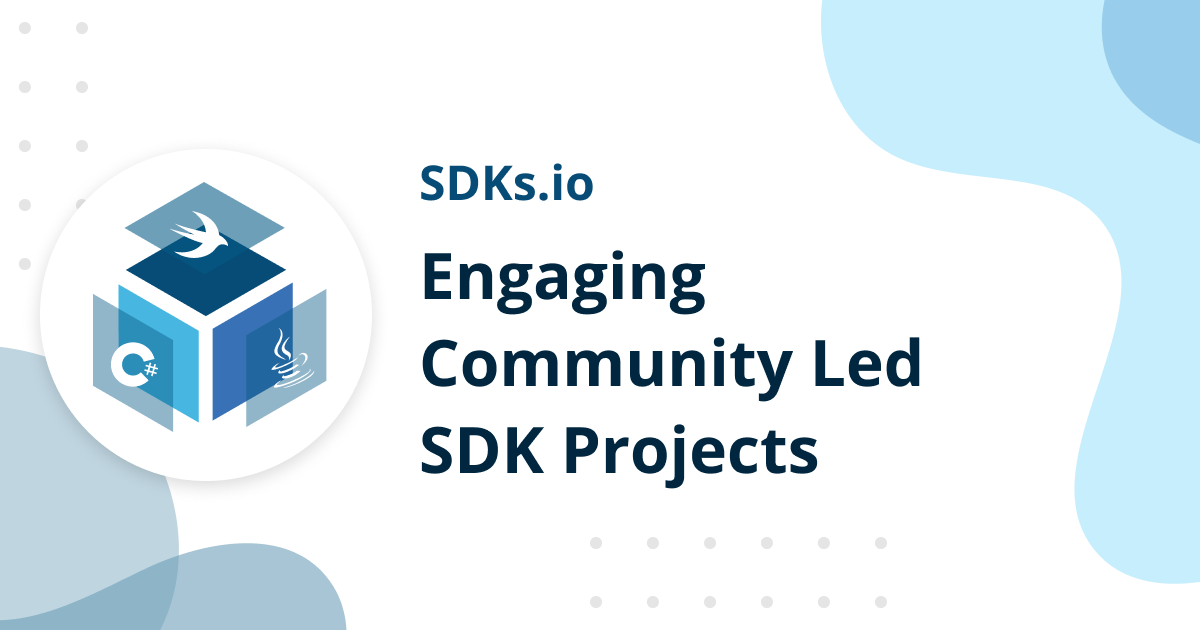 SDKs.io
Engaging
Community Led
SDK Projects
C#